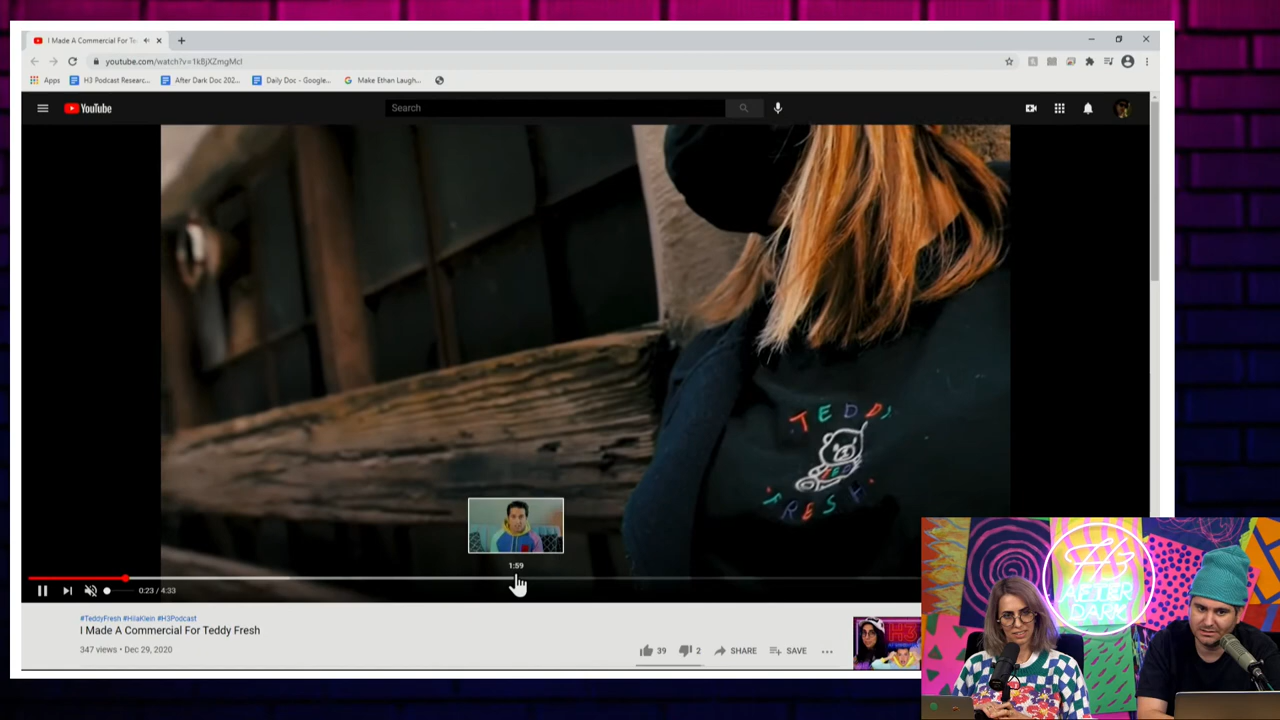 I Made A Commercial For Te
youtube.com/watch?v=1kBjXZmgMcI
Apps H3 Podcast Researc... After Dark Doc 202... Daily Doc - Google... Make Ethan Laugh...
YouTube
Search
TEDDY
FRESH
1:59
0:23 / 4:33
#TeddyFresh #HilaKlein #H3Podcast
I Made A Commercial For Teddy Fresh
347 views • Dec 29, 2020
39 2 SHARE SAVE
H3
H3
AFTER
DARK